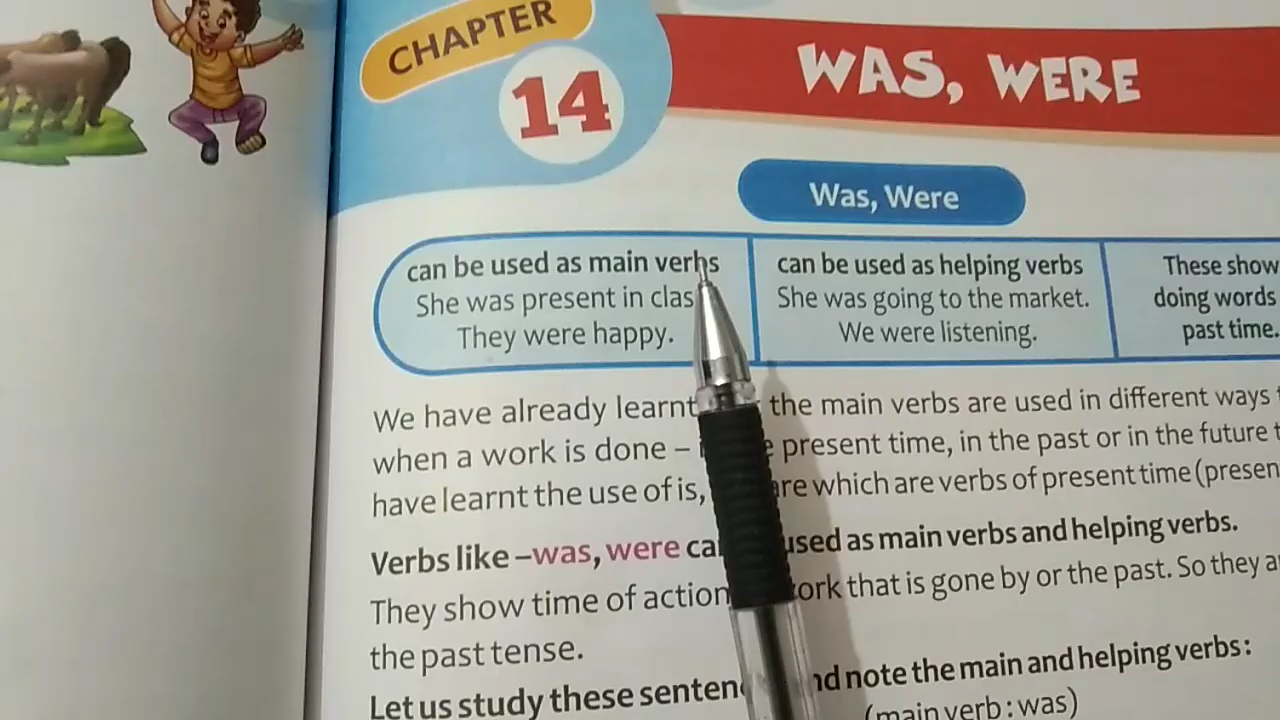 CHAPTER
14
WAS, WERE
Was, Were
can be used as main verbs
She was present in clas
They were happy.
can be used as helping verbs
She was going to the market.
We were listening.
These show
doing words
past time.
We have already learnt the main verbs are used in different ways
when a work is done – present time, in the past or in the future
have learnt the use of is, are which are verbs of present time (presen
Verbs like – was, were ca used as main verbs and helping verbs.
They show time of action ork that is gone by or the past. So they a
the past tense.
Let us study these senten nd note the main and helping verbs :
(main verb : was)